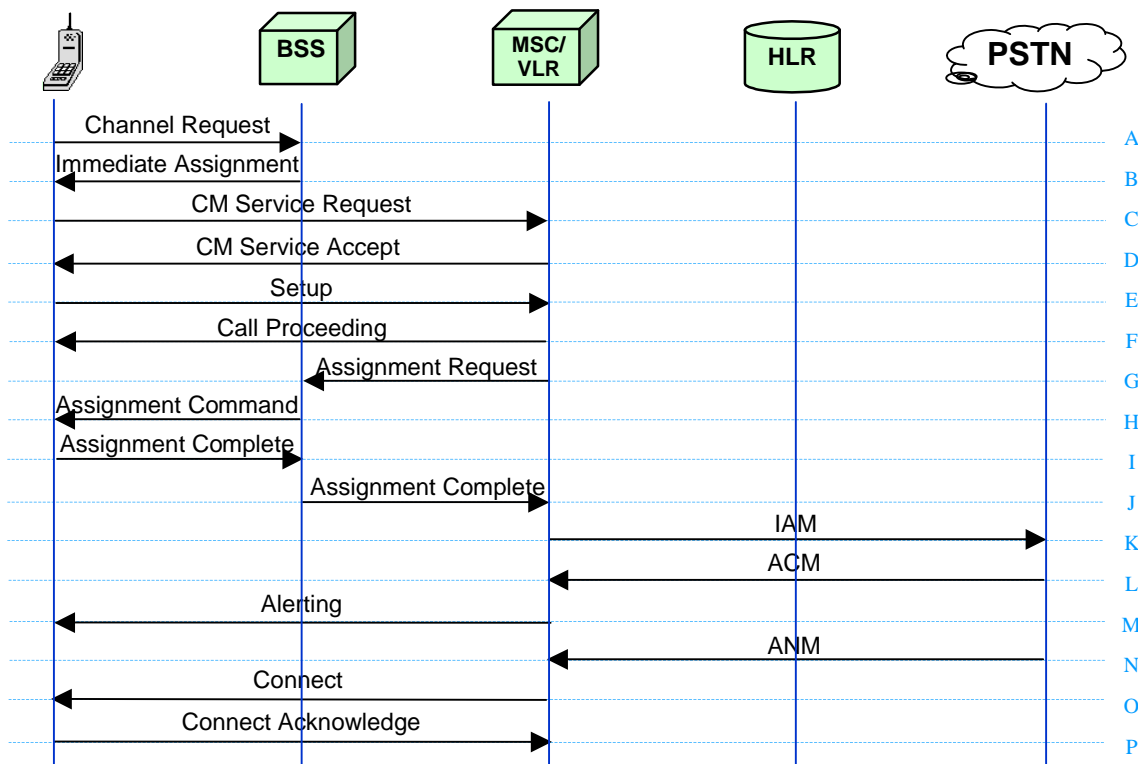 BSS
MSC/
VLR
HLR
PSTN
Channel Request
A
Immediate Assignment
B
CM Service Request
C
CM Service Accept
D
Setup
E
Call Proceeding
F
Assignment Request
G
Assignment Command
H
Assignment Complete
I
Assignment Complete
J
IAM
K
ACM
L
Alerting
M
ANM
N
Connect
O
Connect Acknowledge
P